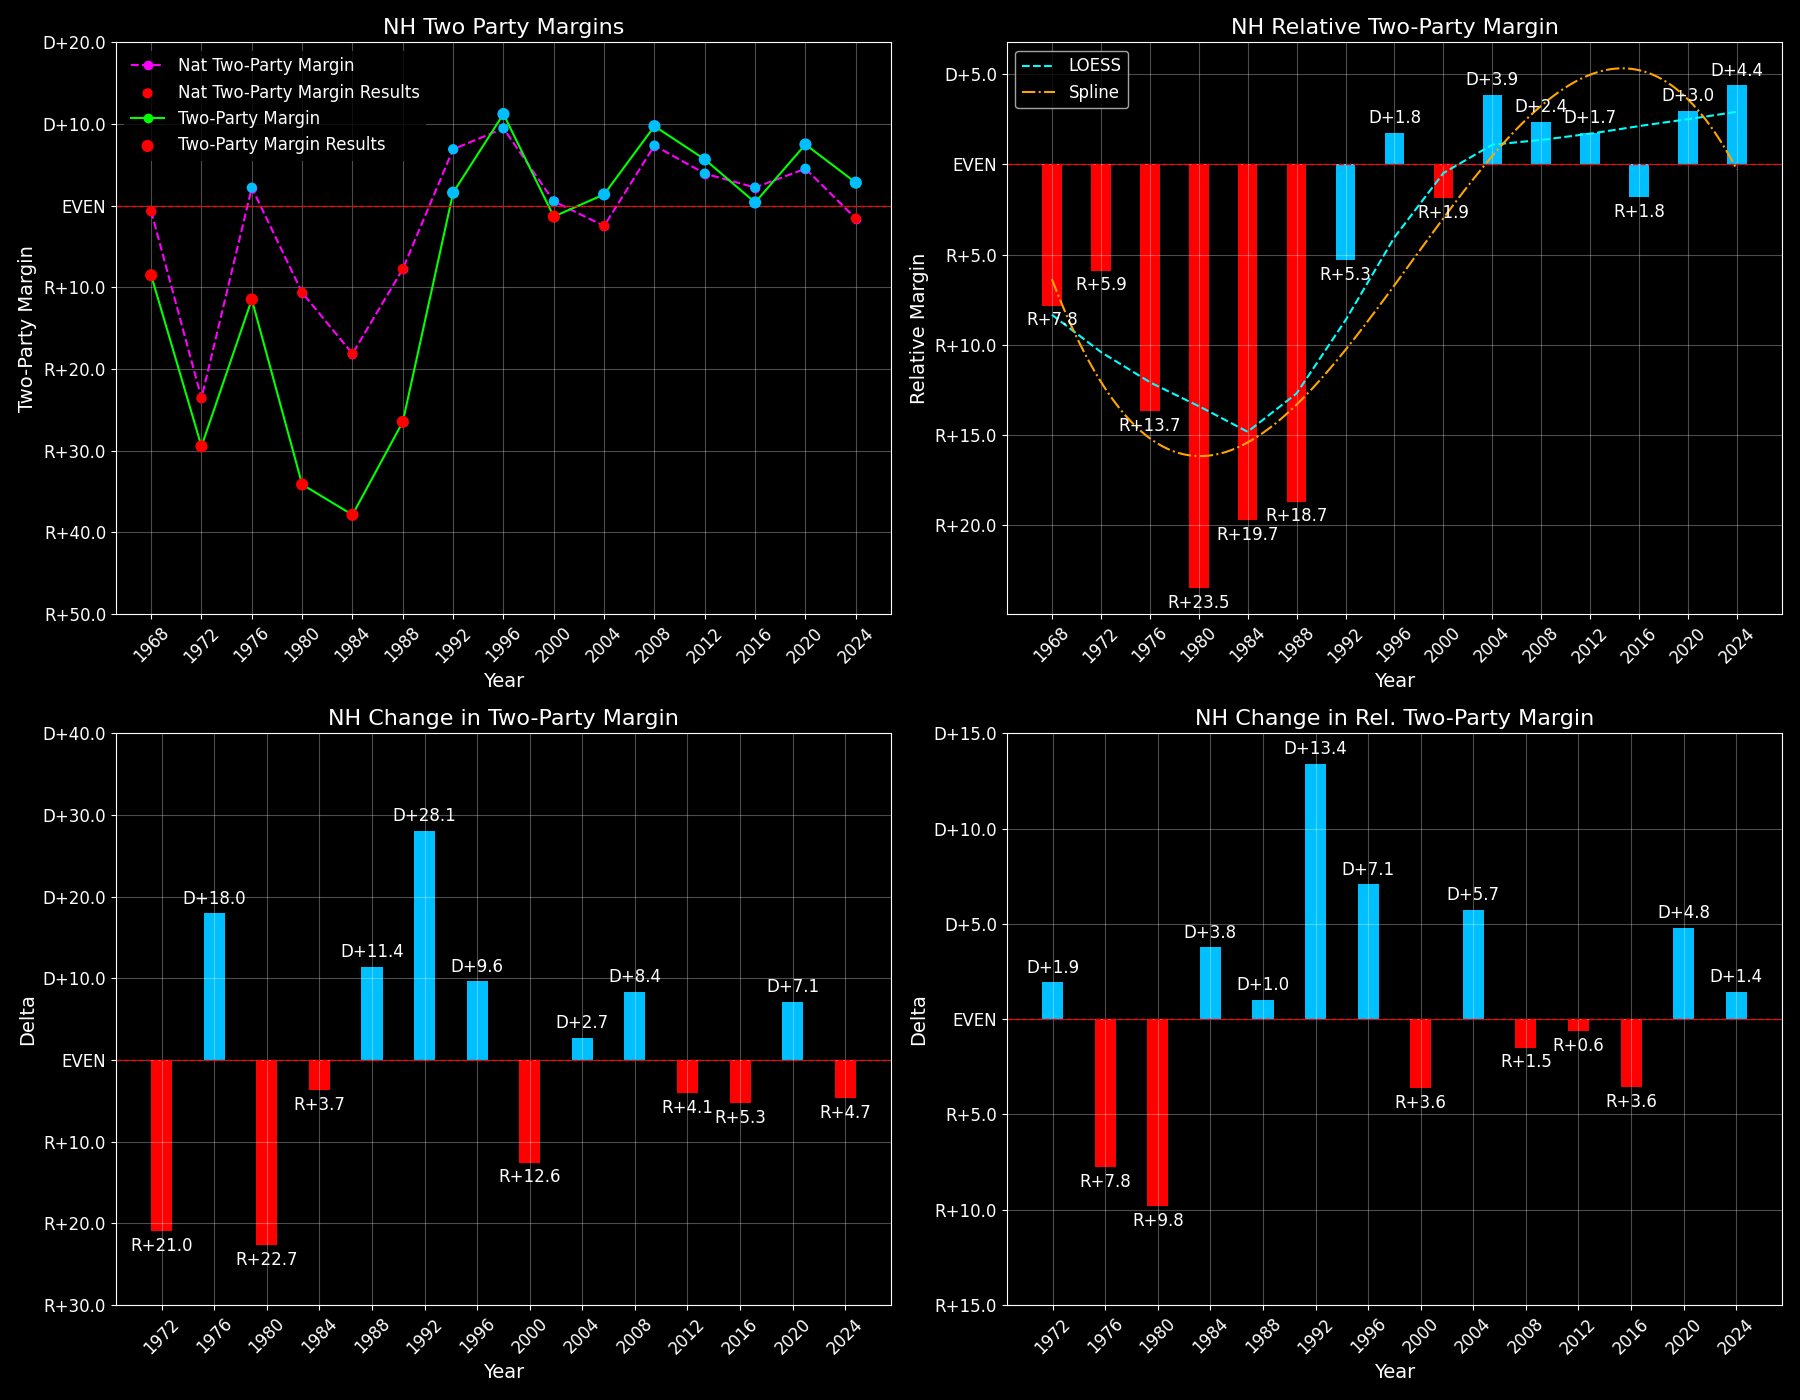 NH Two Party Margins
D+20.0
D+10.0
EVEN
R+10.0
R+20.0
R+30.0
R+40.0
R+50.0
Two-Party Margin
Nat Two-Party Margin
Nat Two-Party Margin Results
Two-Party Margin
Two-Party Margin Results
1968
1972
1976
1980
1984
1988
1992
1996
2000
2004
2008
2012
2016
2020
2024
Year
NH Relative Two-Party Margin
D+5.0
EVEN
R+5.0
R+10.0
R+15.0
R+20.0
Relative Margin
LOESS
Spline
R+7.8
R+5.9
R+13.7
R+23.5
R+19.7
R+18.7
R+5.3
D+1.8
R+1.9
D+3.9
D+2.4
D+1.7
R+1.8
D+3.0
D+4.4
1968
1972
1976
1980
1984
1988
1992
1996
2000
2004
2008
2012
2016
2020
2024
Year
NH Change in Two-Party Margin
D+40.0
D+30.0
D+20.0
D+10.0
EVEN
R+10.0
R+20.0
R+30.0
Delta
R+21.0
D+18.0
R+22.7
R+3.7
D+11.4
D+28.1
D+9.6
R+12.6
D+2.7
D+8.4
R+4.1
R+5.3
D+7.1
R+4.7
1972
1976
1980
1984
1988
1992
1996
2000
2004
2008
2012
2016
2020
2024
Year
NH Change in Rel. Two-Party Margin
D+15.0
D+10.0
D+5.0
EVEN
R+5.0
R+10.0
R+15.0
Delta
D+1.9
R+7.8
R+9.8
D+3.8
D+1.0
D+13.4
D+7.1
R+3.6
D+5.7
R+1.5
R+0.6
R+3.6
D+4.8
D+1.4
1972
1976
1980
1984
1988
1992
1996
2000
2004
2008
2012
2016
2020
2024
Year